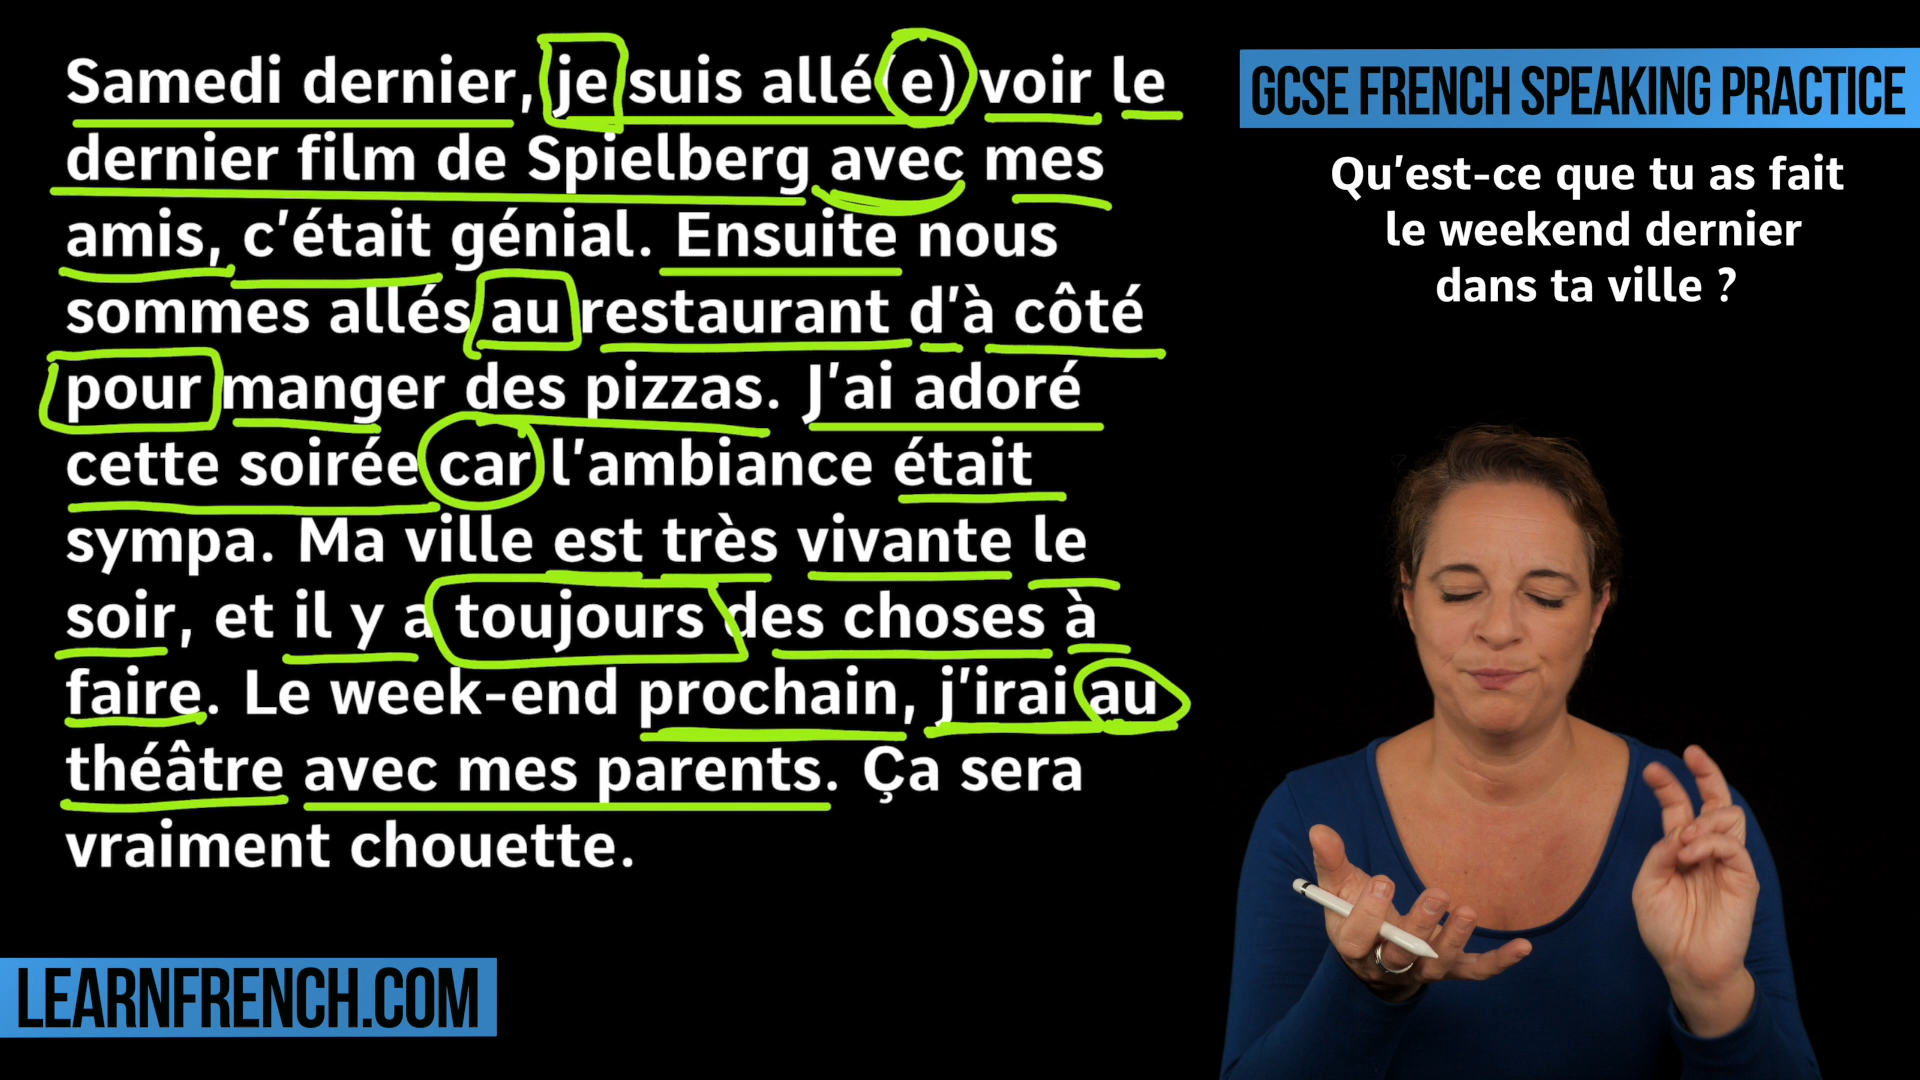 Samedi dernier, je suis allé(e) voir le
dernier film de Spielberg avec mes
amis, c'était génial. Ensuite nous
sommes allés au restaurant d'à côté
pour manger des pizzas. J'ai adoré
cette soirée car l'ambiance était
sympa. Ma ville est très vivante le
soir, et il y a toujours des choses à
faire. Le week-end prochain, j'irai au
théâtre avec mes parents. Ça sera
vraiment chouette.
GCSE FRENCH SPEAKING PRACTICE
Qu'est-ce que tu as fait
le weekend dernier
dans ta ville ?
LEARNFRENCH.COM